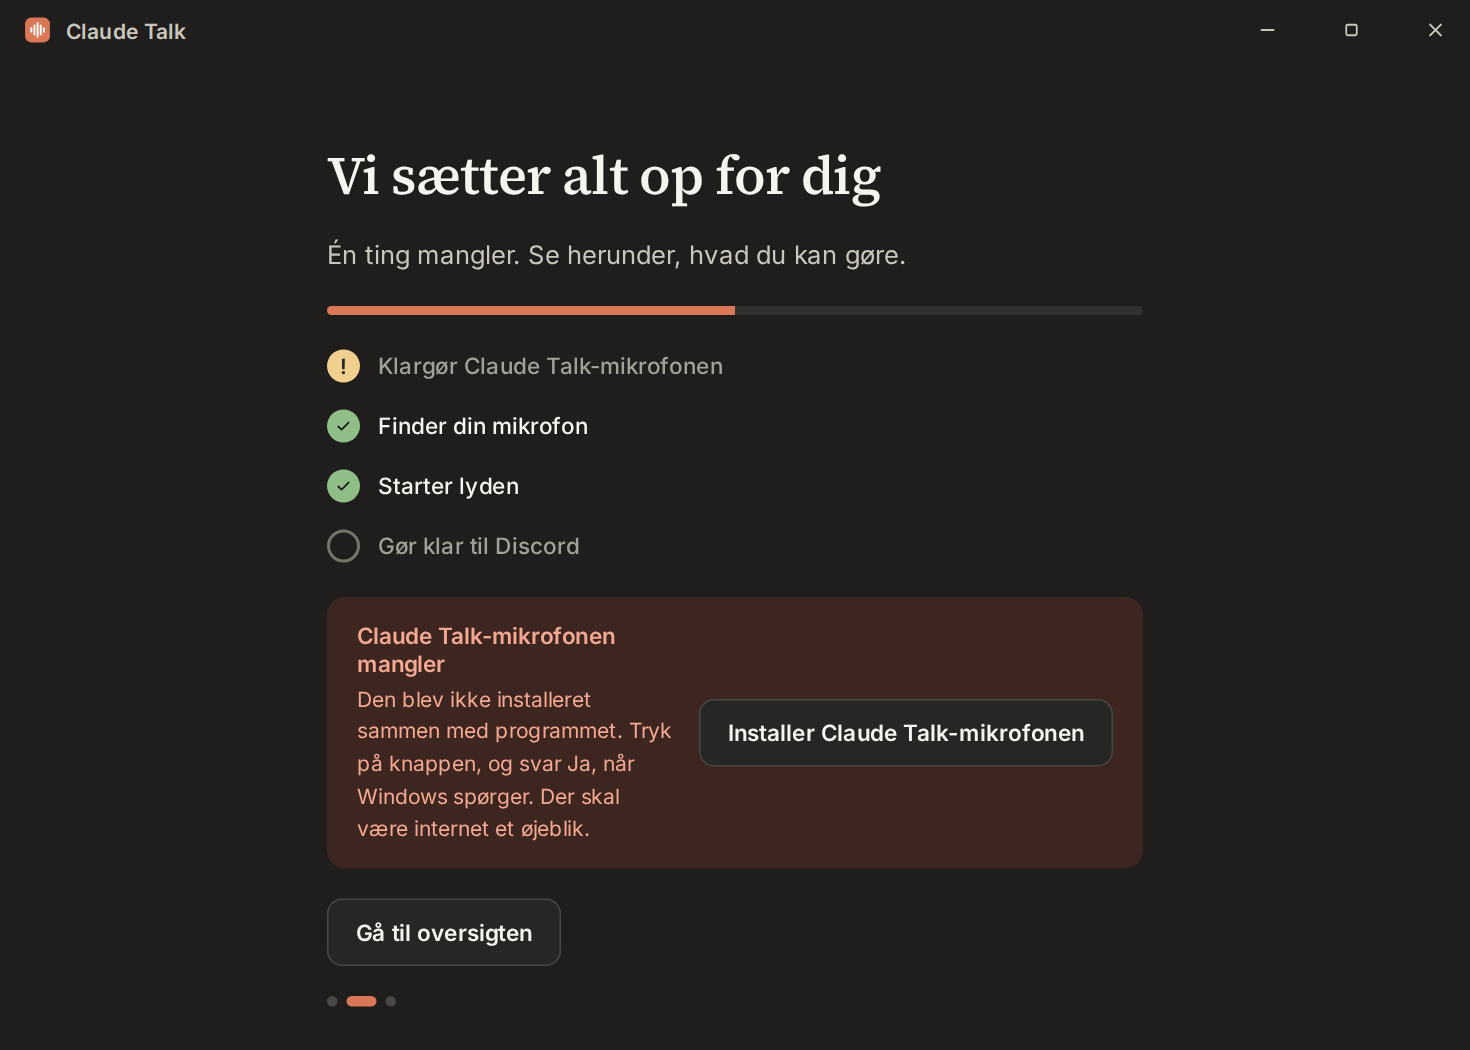 Claude Talk
Vi sætter alt op for dig
Én ting mangler. Se herunder, hvad du kan gøre.
Klargør Claude Talk-mikrofonen
Finder din mikrofon
Starter lyden
Gør klar til Discord
Claude Talk-mikrofonen
mangler
Den blev ikke installeret
sammen med programmet. Tryk
på knappen, og svar Ja, når
Windows spørger. Der skal
være internet et øjeblik.
Installer Claude Talk-mikrofonen
Gå til oversigten